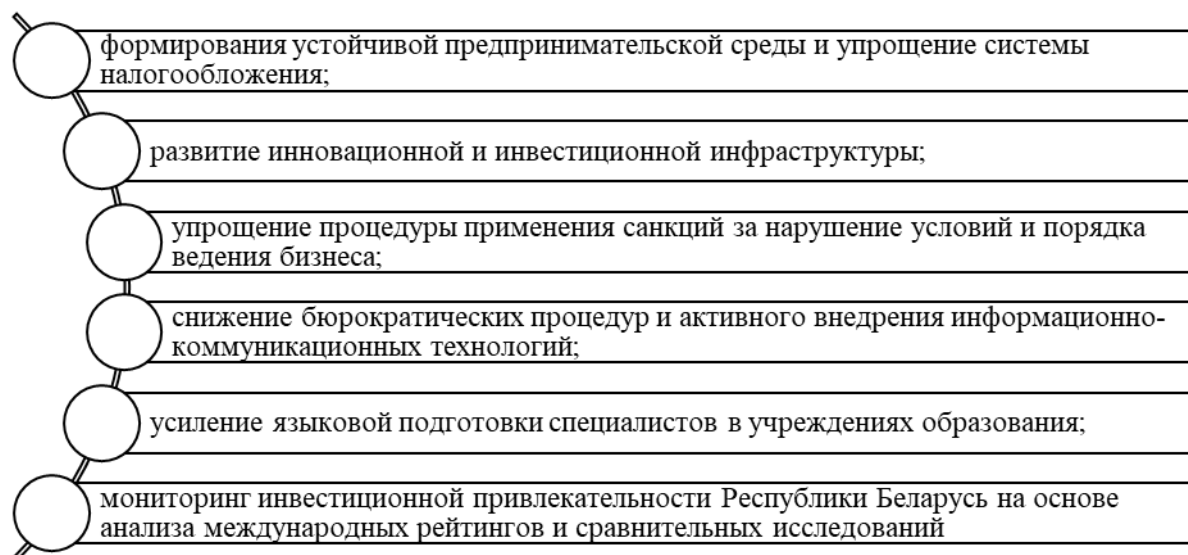 формирования устойчивой предпринимательской среды и упрощение системы
налогообложения;
развитие инновационной и инвестиционной инфраструктуры;
упрощение процедуры применения санкций за нарушение условий и порядка
ведения бизнеса;
снижение бюрократических процедур и активного внедрения информационно-
коммуникационных технологий;
усиление языковой подготовки специалистов в учреждениях образования;
мониторинг инвестиционной привлекательности Республики Беларусь на основе
анализа международных рейтингов и сравнительных исследований